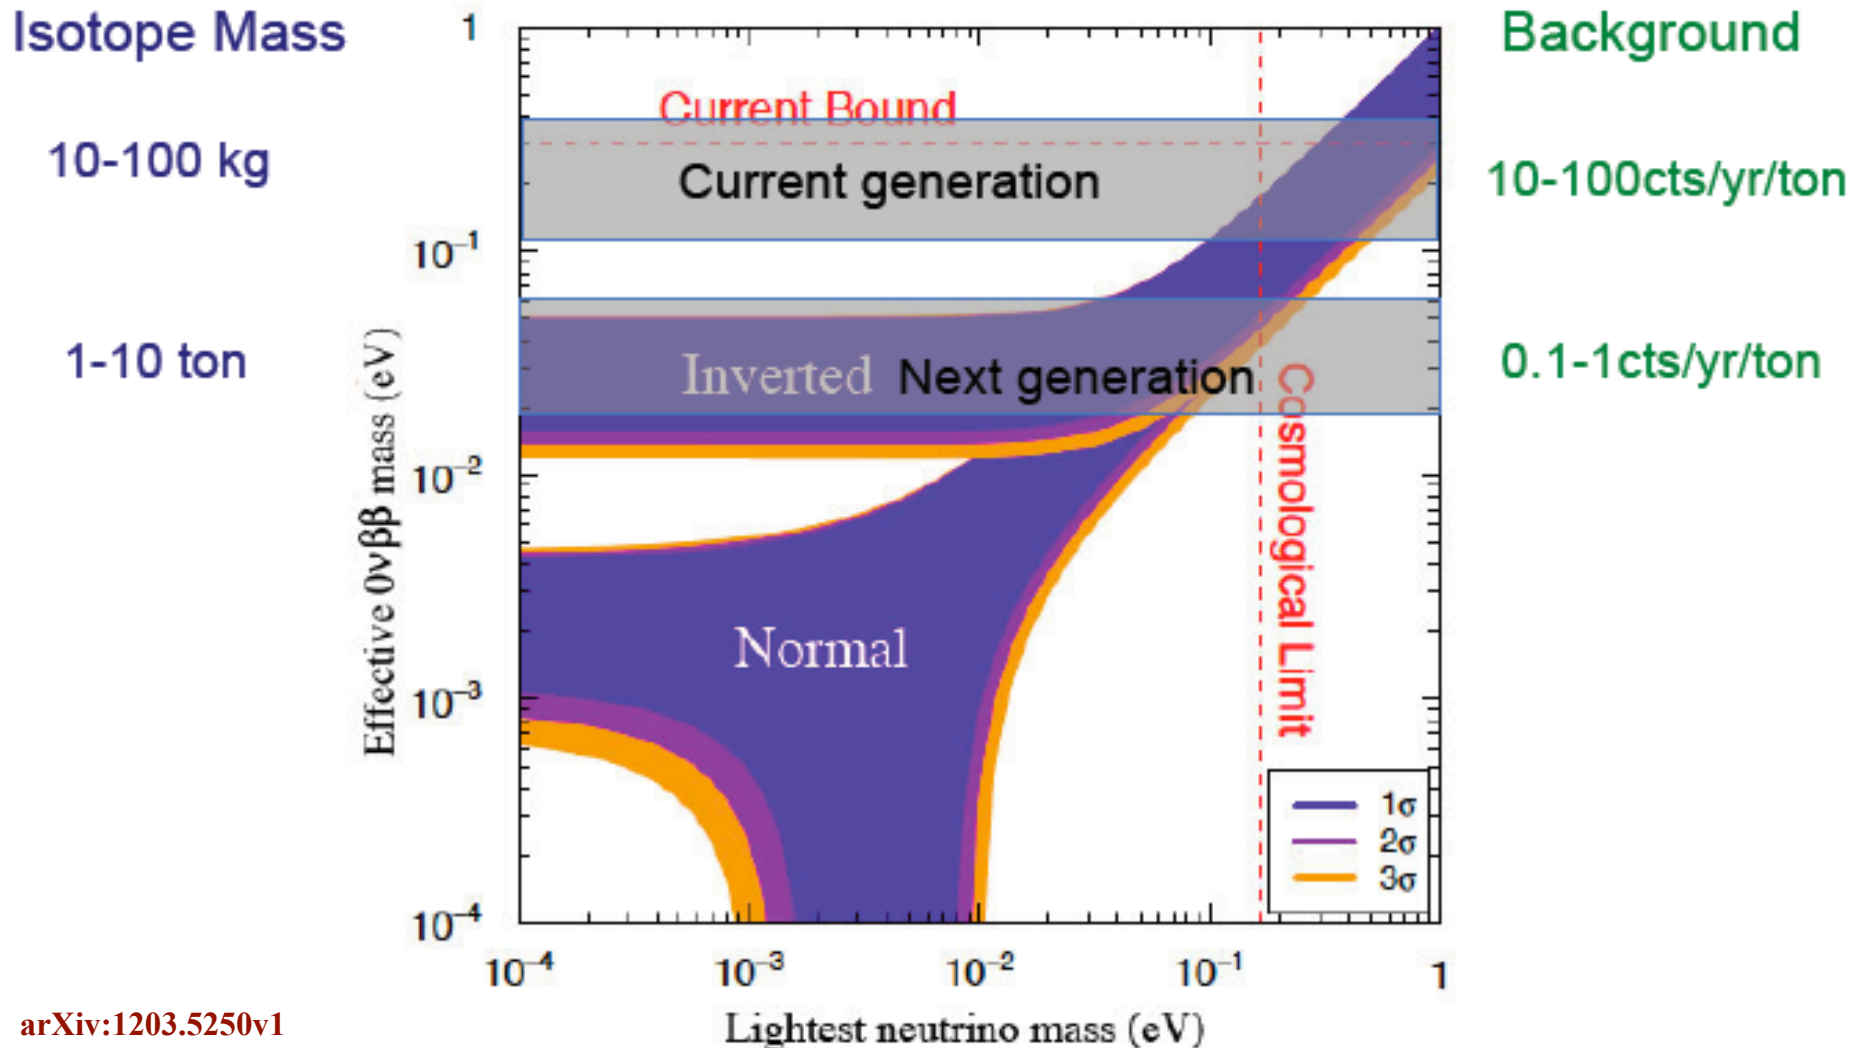 Isotope Mass
Background
1
Current Bound
10-100 kg
Current generation
10-100cts/yr/ton
10⁻¹
1-10 ton
Inverted
Next generation
0.1-1cts/yr/ton
Effective 0νββ mass (eV)
Cosmological Limit
10⁻²
Normal
10⁻³
1σ
2σ
3σ
10⁻⁴
10⁻⁴ 10⁻³ 10⁻² 10⁻¹ 1
Lightest neutrino mass (eV)
arXiv:1203.5250v1